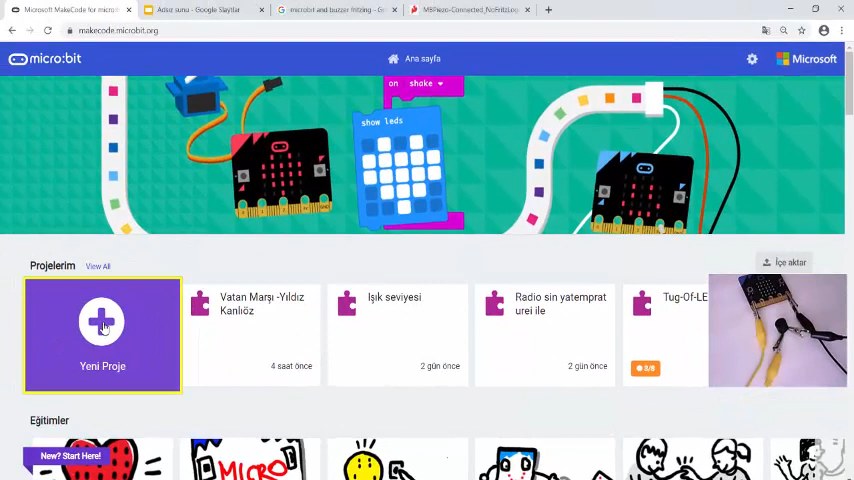 Microsoft MakeCode for micro:bit
Adsız sunu - Google Slaytlar
microbit and buzzer fritzing - Go
MBPiezo-Connected_NoFritzLog
makecode.microbit.org
micro:bit
Ana sayfa
Microsoft
on shake
show leds
Projelerim
View All
İçe aktar
Yeni Proje
Vatan Marşı -Yıldız
Kanlıöz
4 saat önce
Işık seviyesi
2 gün önce
Radio sin yatemprat
urei ile
2 gün önce
Tug-Of-LE
Eğitimler
New? Start Here!
MICRO